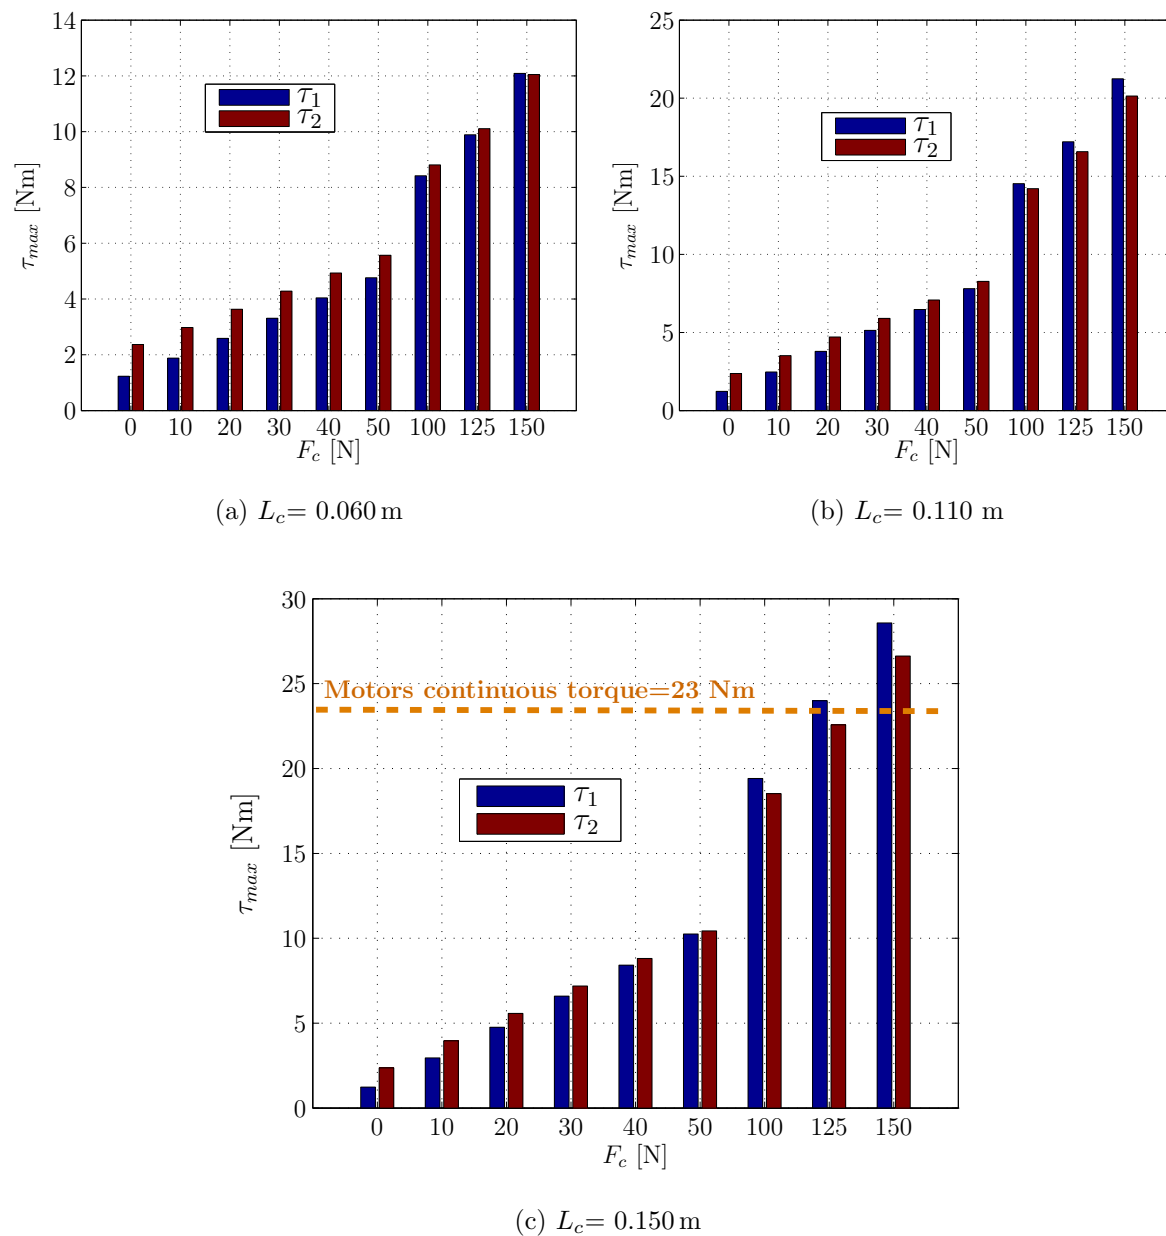 14
12
10
8
6
4
2
0
τmax [Nm]
τ1
τ2
0 10 20 30 40 50 100 125 150
Fc [N]
(a) Lc= 0.060 m
25
20
15
10
5
0
τmax [Nm]
τ1
τ2
0 10 20 30 40 50 100 125 150
Fc [N]
(b) Lc= 0.110 m
30
25
20
15
10
5
0
τmax [Nm]
Motors continuous torque=23 Nm
τ1
τ2
0 10 20 30 40 50 100 125 150
Fc [N]
(c) Lc= 0.150 m